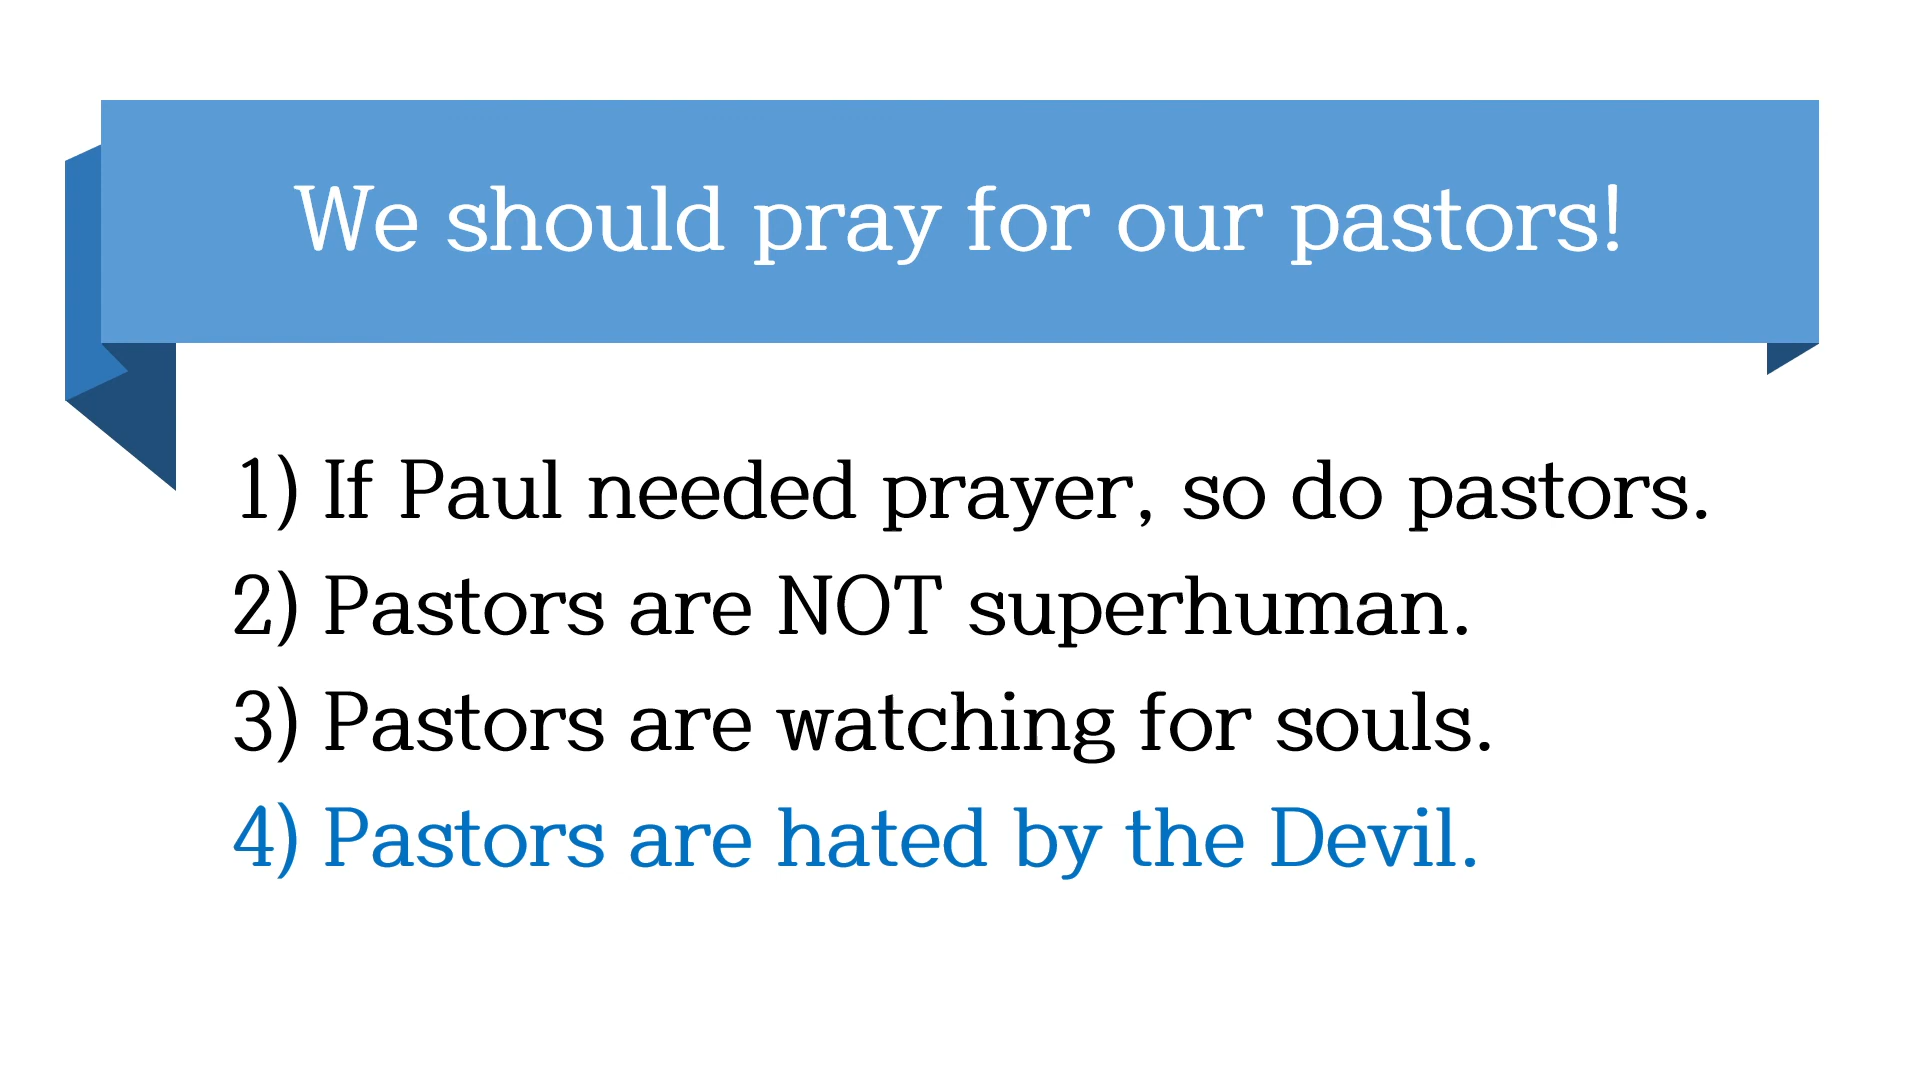 We should pray for our pastors!
1) If Paul needed prayer, so do pastors.
2) Pastors are NOT superhuman.
3) Pastors are watching for souls.
4) Pastors are hated by the Devil.